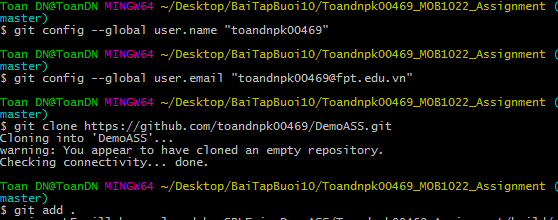 Toan DN@ToanDN MINGW64 ~/Desktop/BaiTapBuoi10/Toandnpk00469_MOB1022_Assignment (
master)
$ git config --global user.name "toandnpk00469"
Toan DN@ToanDN MINGW64 ~/Desktop/BaiTapBuoi10/Toandnpk00469_MOB1022_Assignment (
master)
$ git config --global user.email "toandnpk00469@fpt.edu.vn"
Toan DN@ToanDN MINGW64 ~/Desktop/BaiTapBuoi10/Toandnpk00469_MOB1022_Assignment (
master)
$ git clone https://github.com/toandnpk00469/DemoASS.git
Cloning into 'DemoASS'...
warning: You appear to have cloned an empty repository.
Checking connectivity... done.
Toan DN@ToanDN MINGW64 ~/Desktop/BaiTapBuoi10/Toandnpk00469_MOB1022_Assignment (
master)
$ git add .